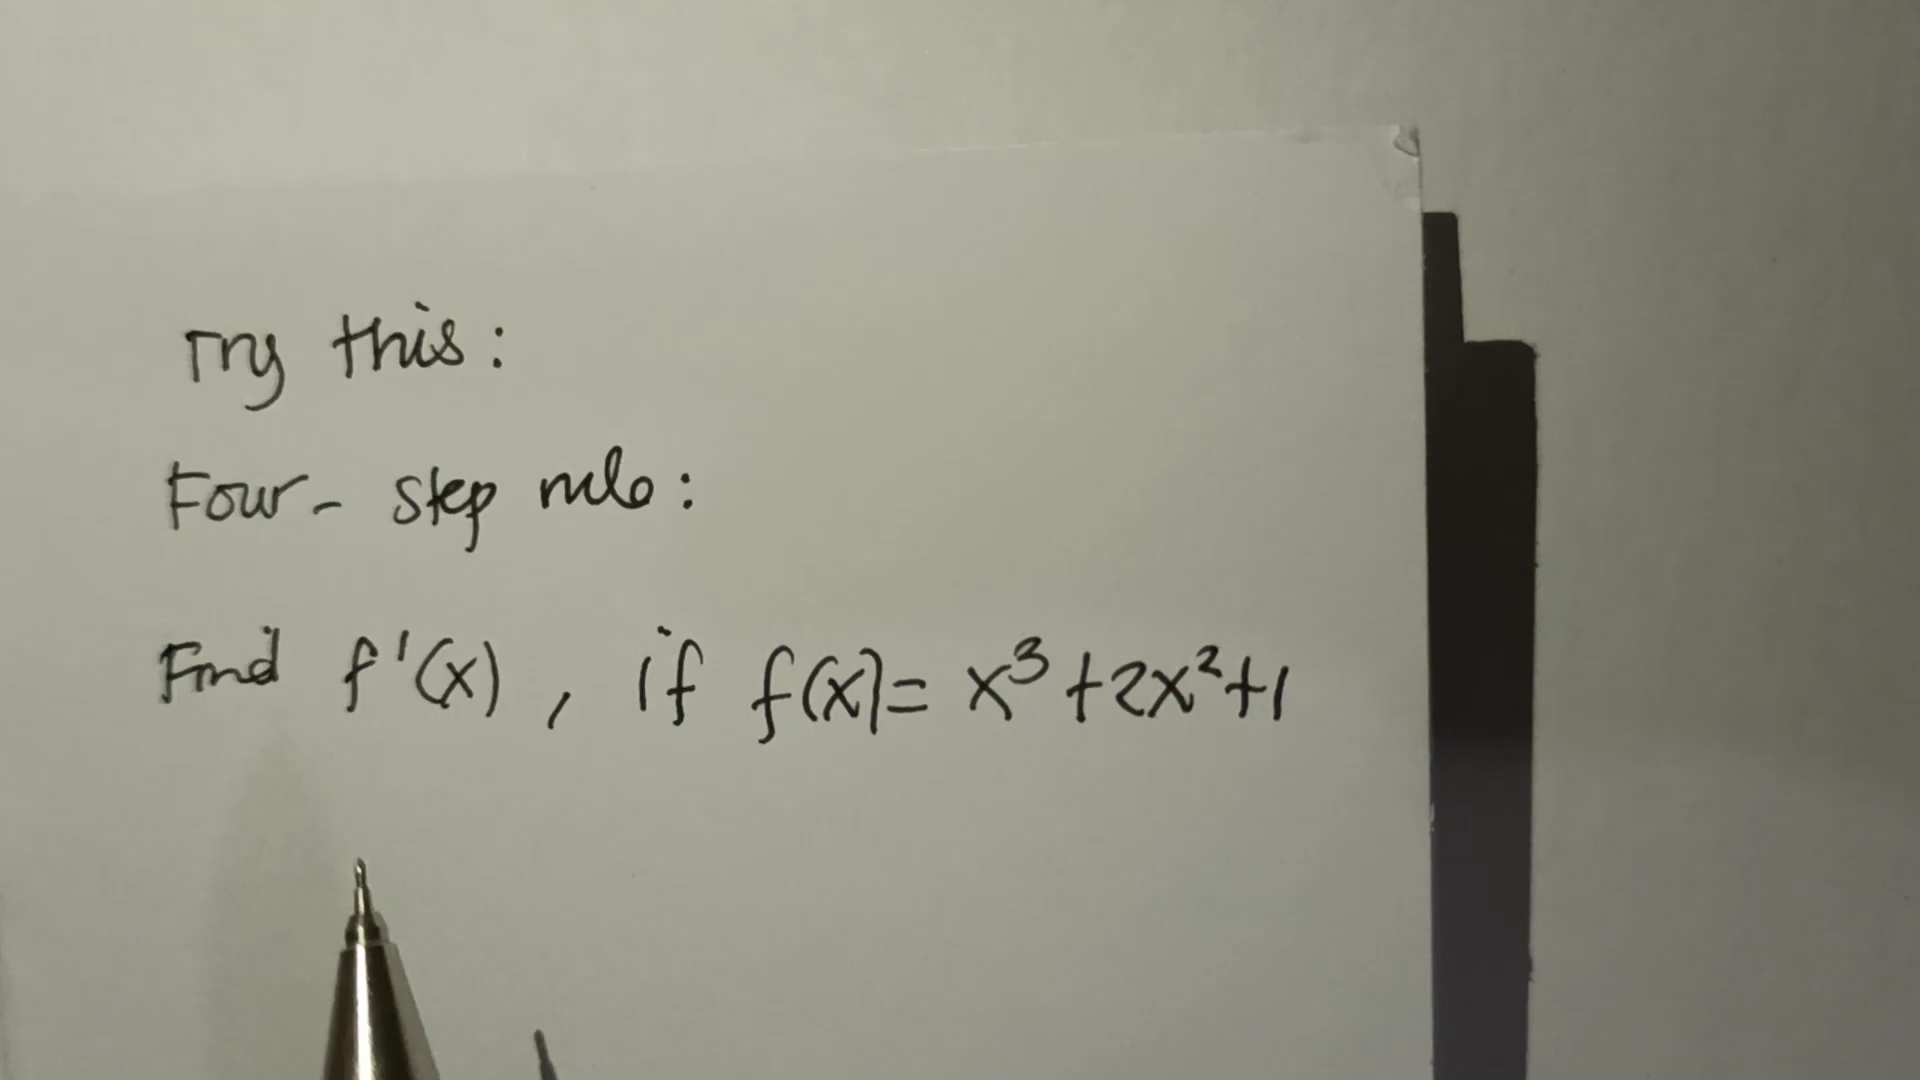 Try this:
Four-step rule:
Find f'(x), if f(x)= x³+2x²+1